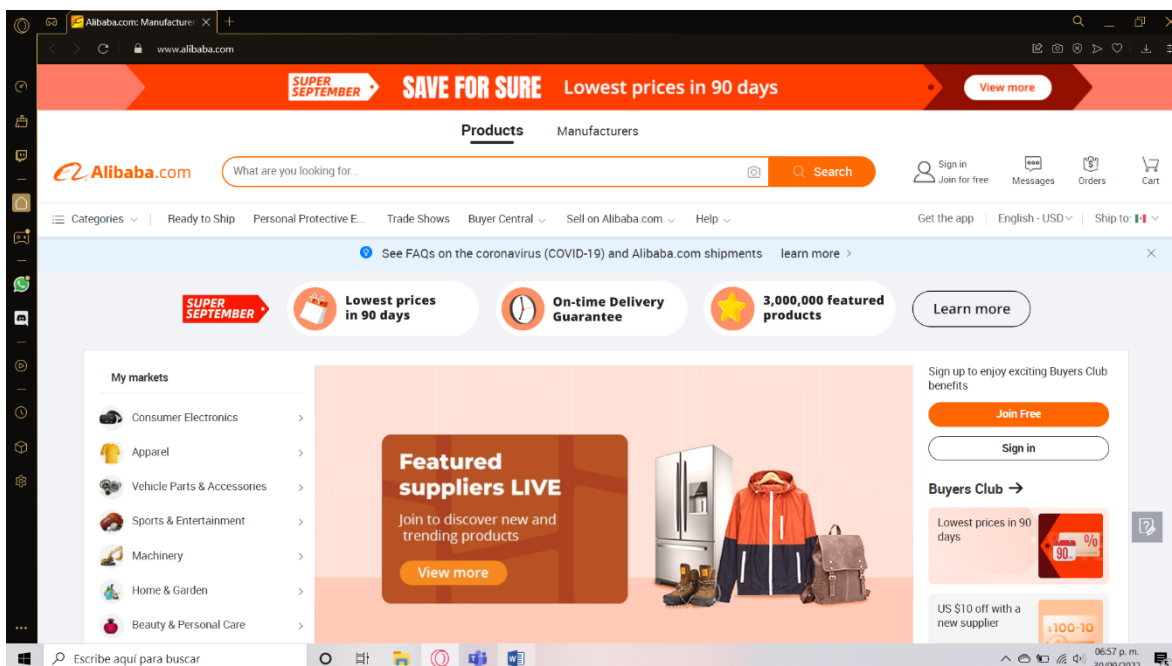 Alibaba.com: Manufacturer
www.alibaba.com
SUPER
SEPTEMBER
SAVE FOR SURE Lowest prices in 90 days
View more
Products Manufacturers
Alibaba.com
What are you looking for...
Search
Sign in
Join for free
Messages
Orders
Cart
Categories Ready to Ship Personal Protective E... Trade Shows Buyer Central Sell on Alibaba.com Help
Get the app English - USD Ship to:
See FAQs on the coronavirus (COVID-19) and Alibaba.com shipments learn more >
SUPER
SEPTEMBER
Lowest prices
in 90 days
On-time Delivery
Guarantee
3,000,000 featured
products
Learn more
My markets
Consumer Electronics
Apparel
Vehicle Parts & Accessories
Sports & Entertainment
Machinery
Home & Garden
Beauty & Personal Care
Featured
suppliers LIVE
Join to discover new and
trending products
View more
Sign up to enjoy exciting Buyers Club
benefits
Join Free
Sign in
Buyers Club →
Lowest prices in 90
days
90 %
US $10 off with a
new supplier
$100-10
Escribe aquí para buscar
06:57 p. m.
30/09/2022